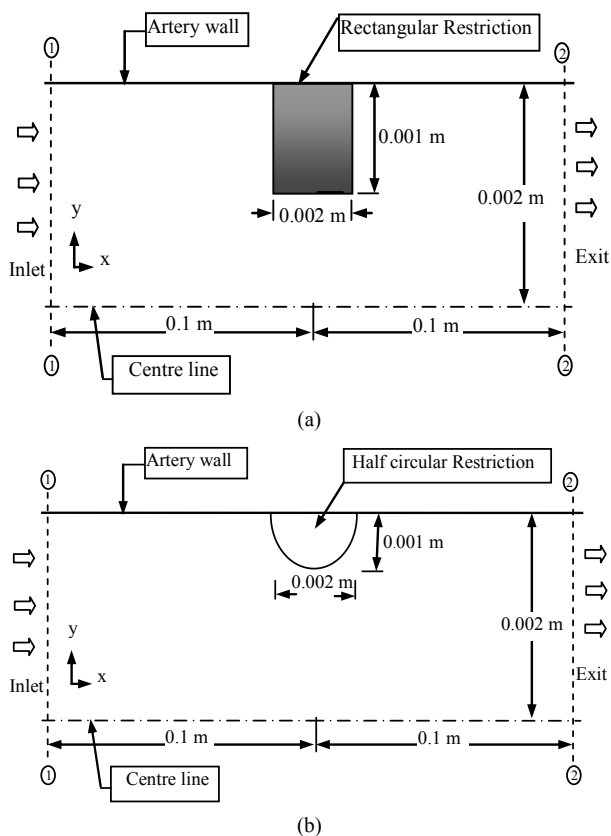 ①
Artery wall
Rectangular Restriction
②
0.001 m
0.002 m
0.002 m
y
x
Inlet
Exit
0.1 m
0.1 m
①
Centre line
②
(a)
①
Artery wall
Half circular Restriction
②
0.001 m
0.002 m
0.002 m
y
x
Inlet
Exit
0.1 m
0.1 m
①
Centre line
②
(b)